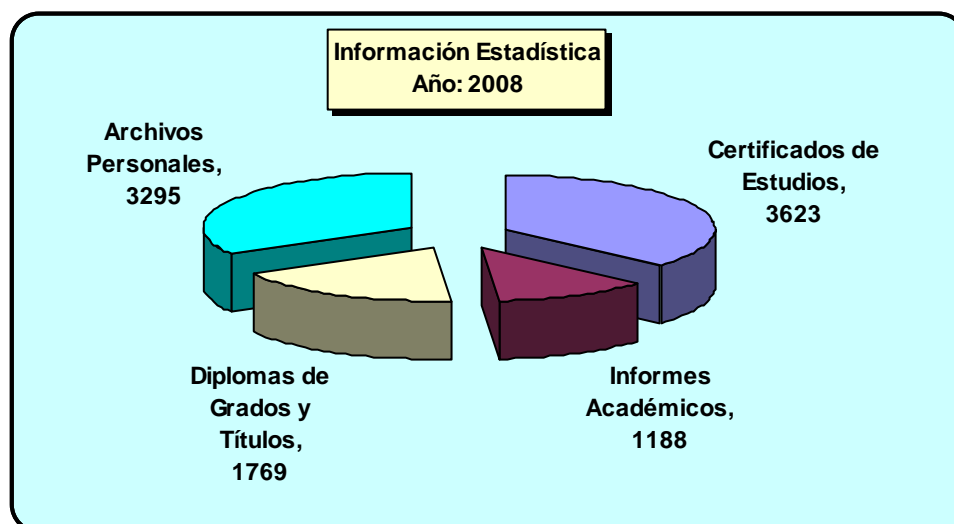 Información Estadística
Año: 2008
Archivos
Personales,
3295
Certificados de
Estudios,
3623
Diplomas de
Grados y
Títulos,
1769
Informes
Académicos,
1188